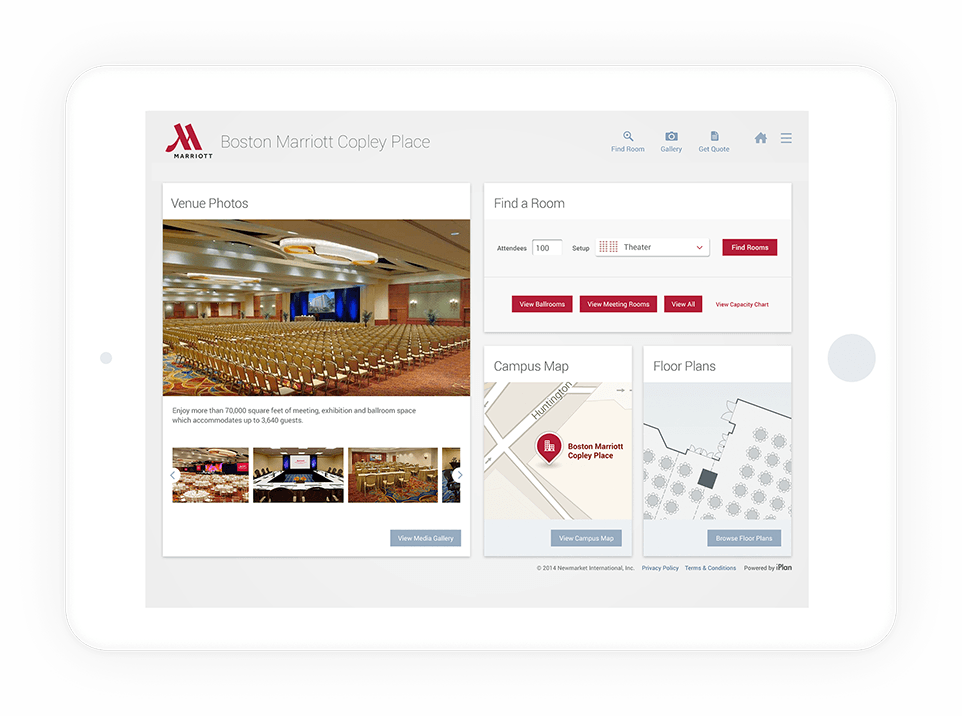 MARRIOTT
Boston Marriott Copley Place
Find Room
Gallery
Get Quote
Venue Photos
Enjoy more than 70,000 square feet of meeting, exhibition and ballroom space
which accommodates up to 3,640 guests.
View Media Gallery
Find a Room
Attendees 100 Setup Theater Find Rooms
View Ballrooms View Meeting Rooms View All View Capacity Chart
Campus Map
Huntington
Boston Marriott
Copley Place
View Campus Map
Floor Plans
Browse Floor Plans
© 2014 Newmarket International, Inc. Privacy Policy Terms & Conditions Powered by iPlan